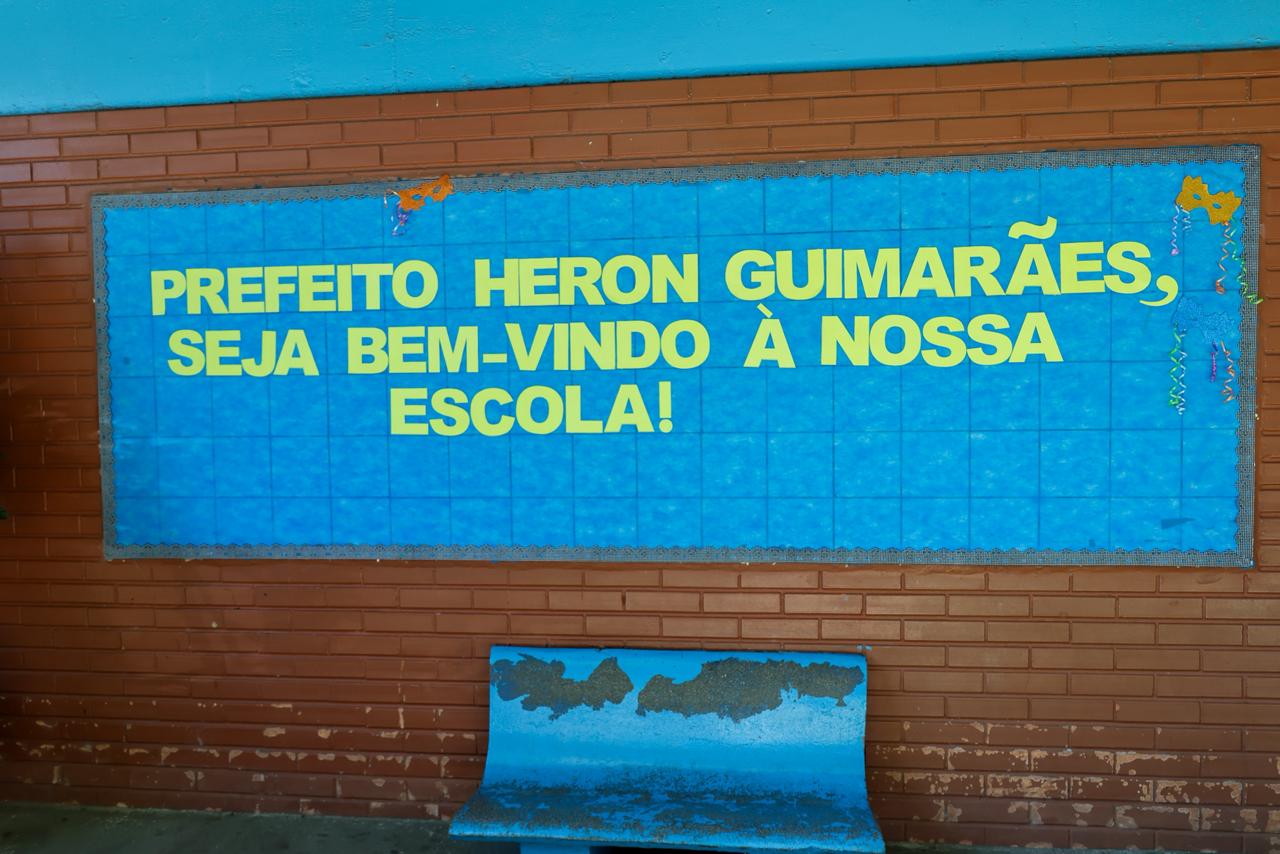 PREFEITO HERON GUIMARÃES,
SEJA BEM-VINDO À NOSSA
ESCOLA!